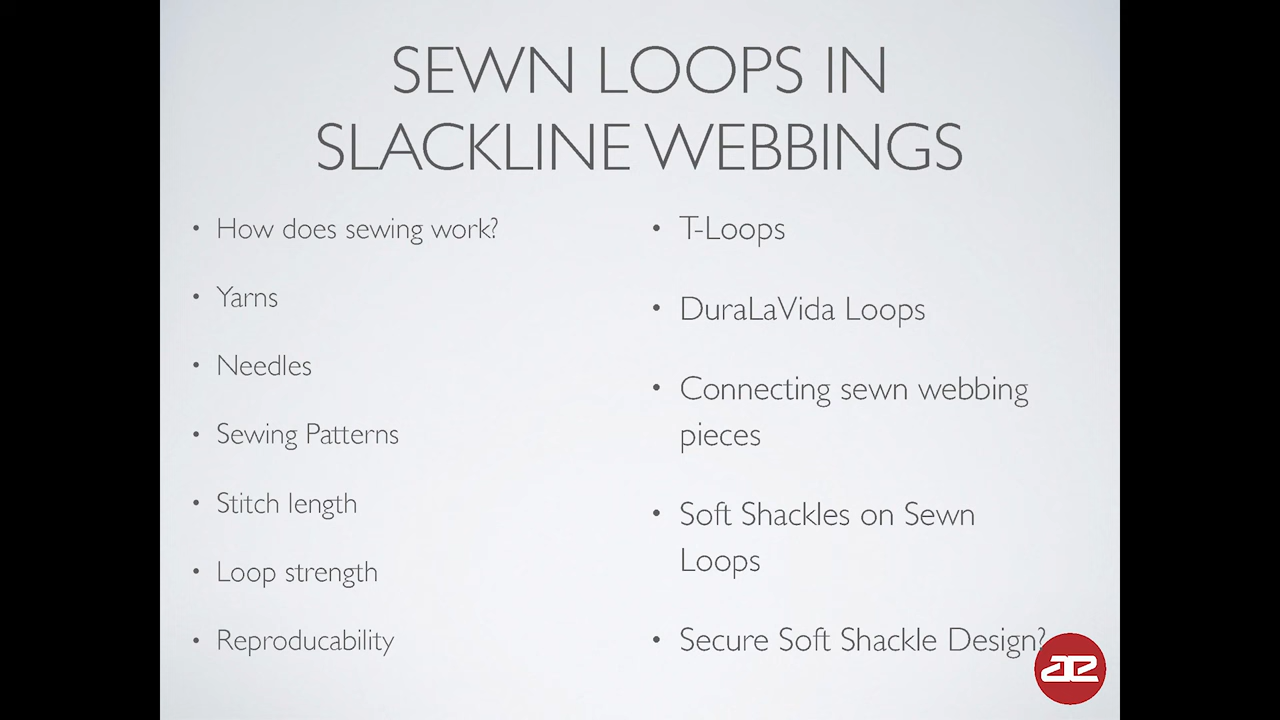 SEWN LOOPS IN
SLACKLINE WEBBINGS
• How does sewing work?
• Yarns
• Needles
• Sewing Patterns
• Stitch length
• Loop strength
• Reproducability
• T-Loops
• DuraLaVida Loops
• Connecting sewn webbing
pieces
• Soft Shackles on Sewn
Loops
• Secure Soft Shackle Design?